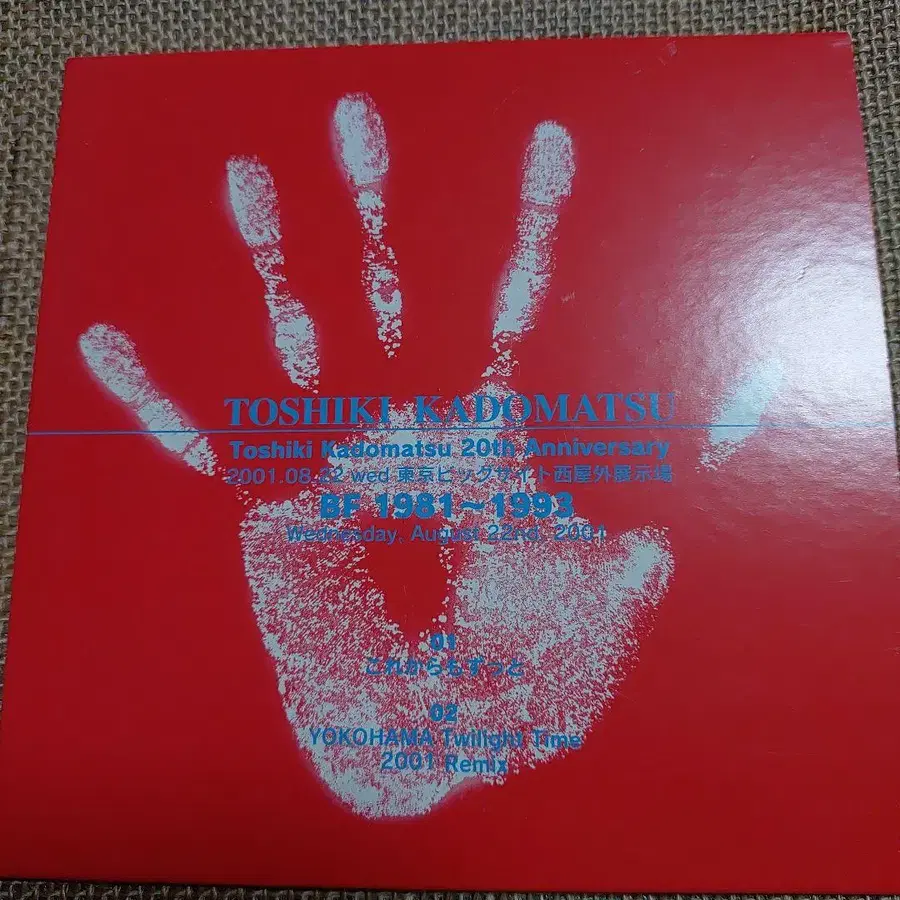 TOSHIKI KADOMATSU
Toshiki Kadomatsu 20th Anniversary
2001.08.22 wed 東京ビッグサイト西屋外展示場
BF 1981〜1993
Wednesday, August 22nd, 2001
01
これからもずっと
02
YOKOHAMA Twilight Time
2001 Remix